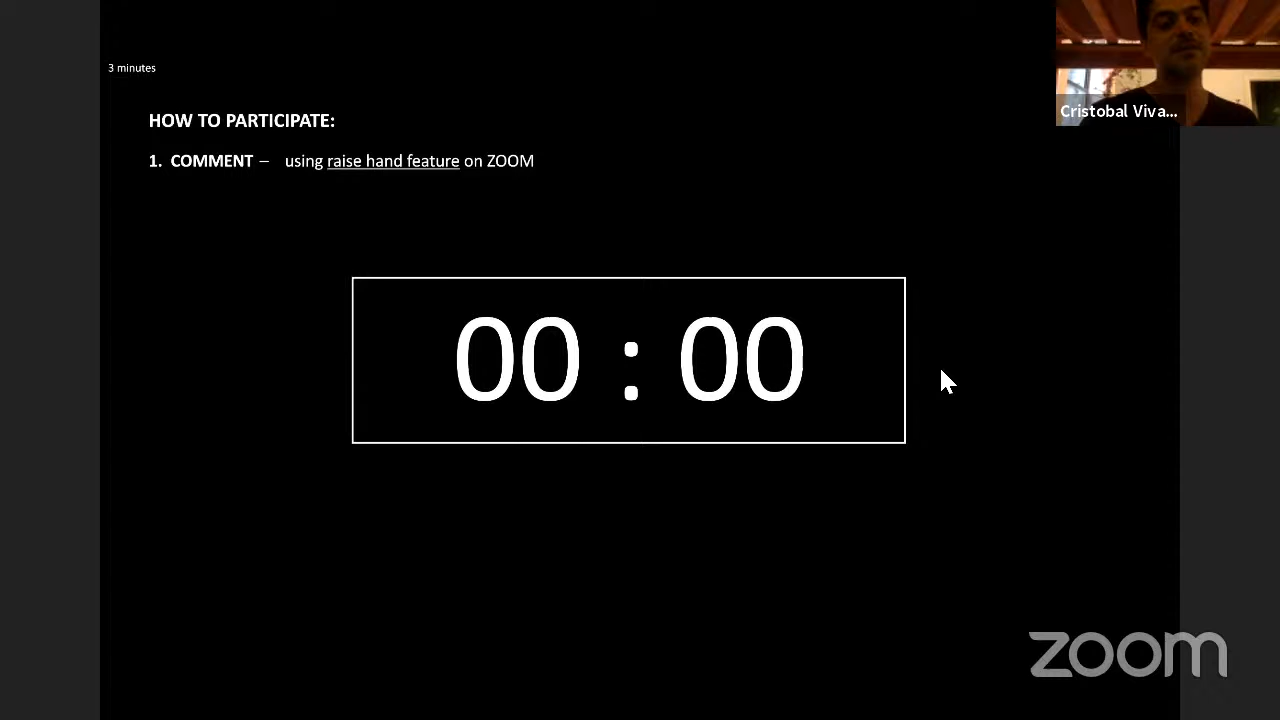 3 minutes
HOW TO PARTICIPATE:
1. COMMENT – using raise hand feature on ZOOM
00 : 00
Cristobal Viva...
zoom